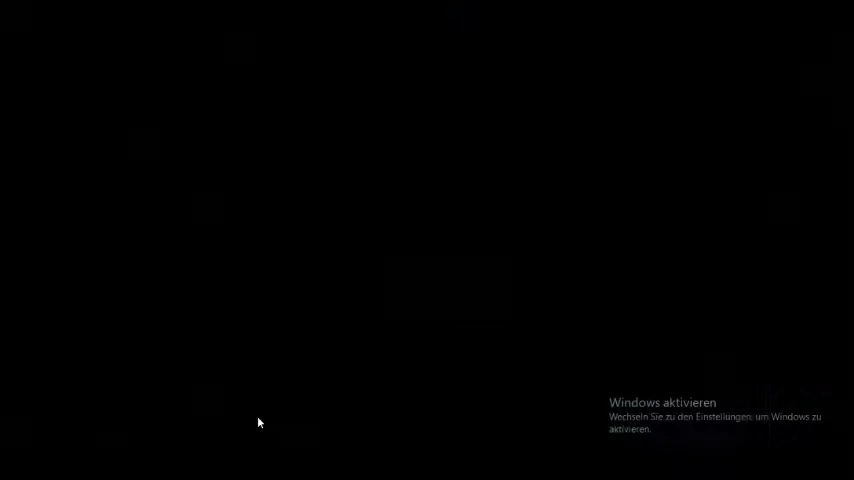 Windows aktivieren
Wechseln Sie zu den Einstellungen, um Windows zu
aktivieren.